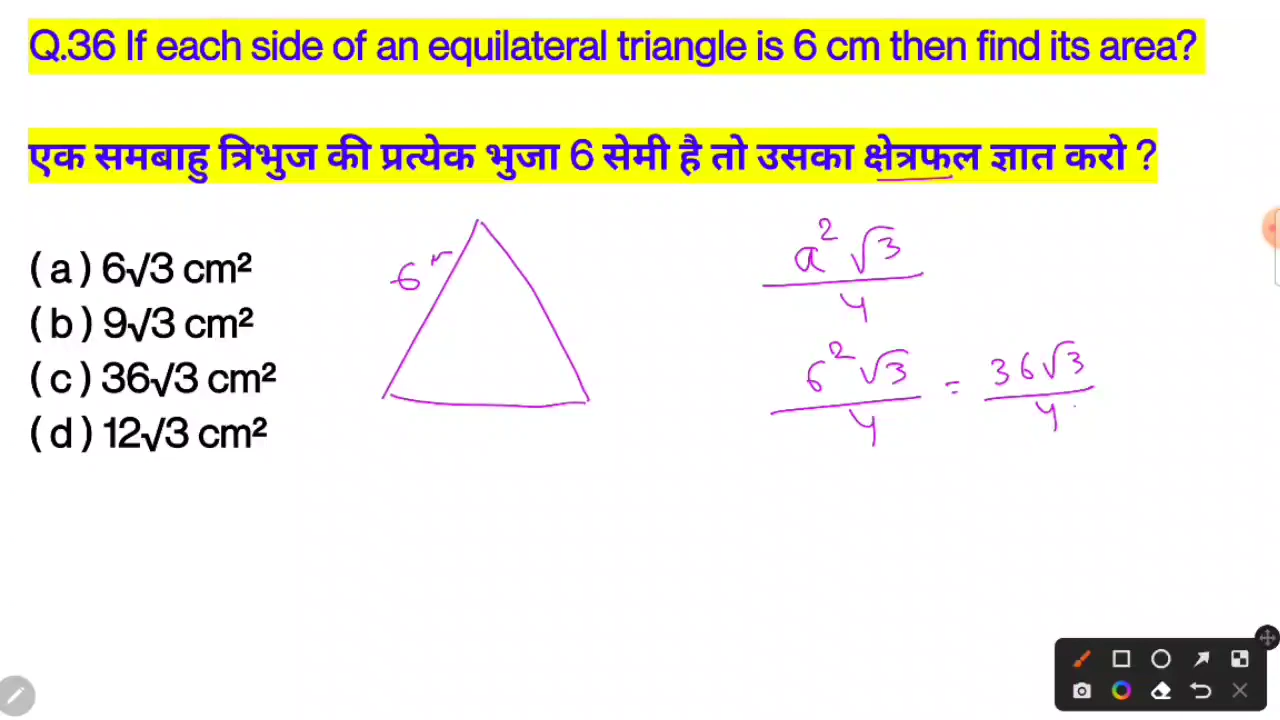 Q.36 If each side of an equilateral triangle is 6 cm then find its area?
एक समबाहु त्रिभुज की प्रत्येक भुजा 6 सेमी है तो उसका क्षेत्रफल ज्ञात करो ?
( a ) 6√3 cm²
( b ) 9√3 cm²
( c ) 36√3 cm²
( d ) 12√3 cm²
6
a² √3
4
6² √3
4
=
36√3
4